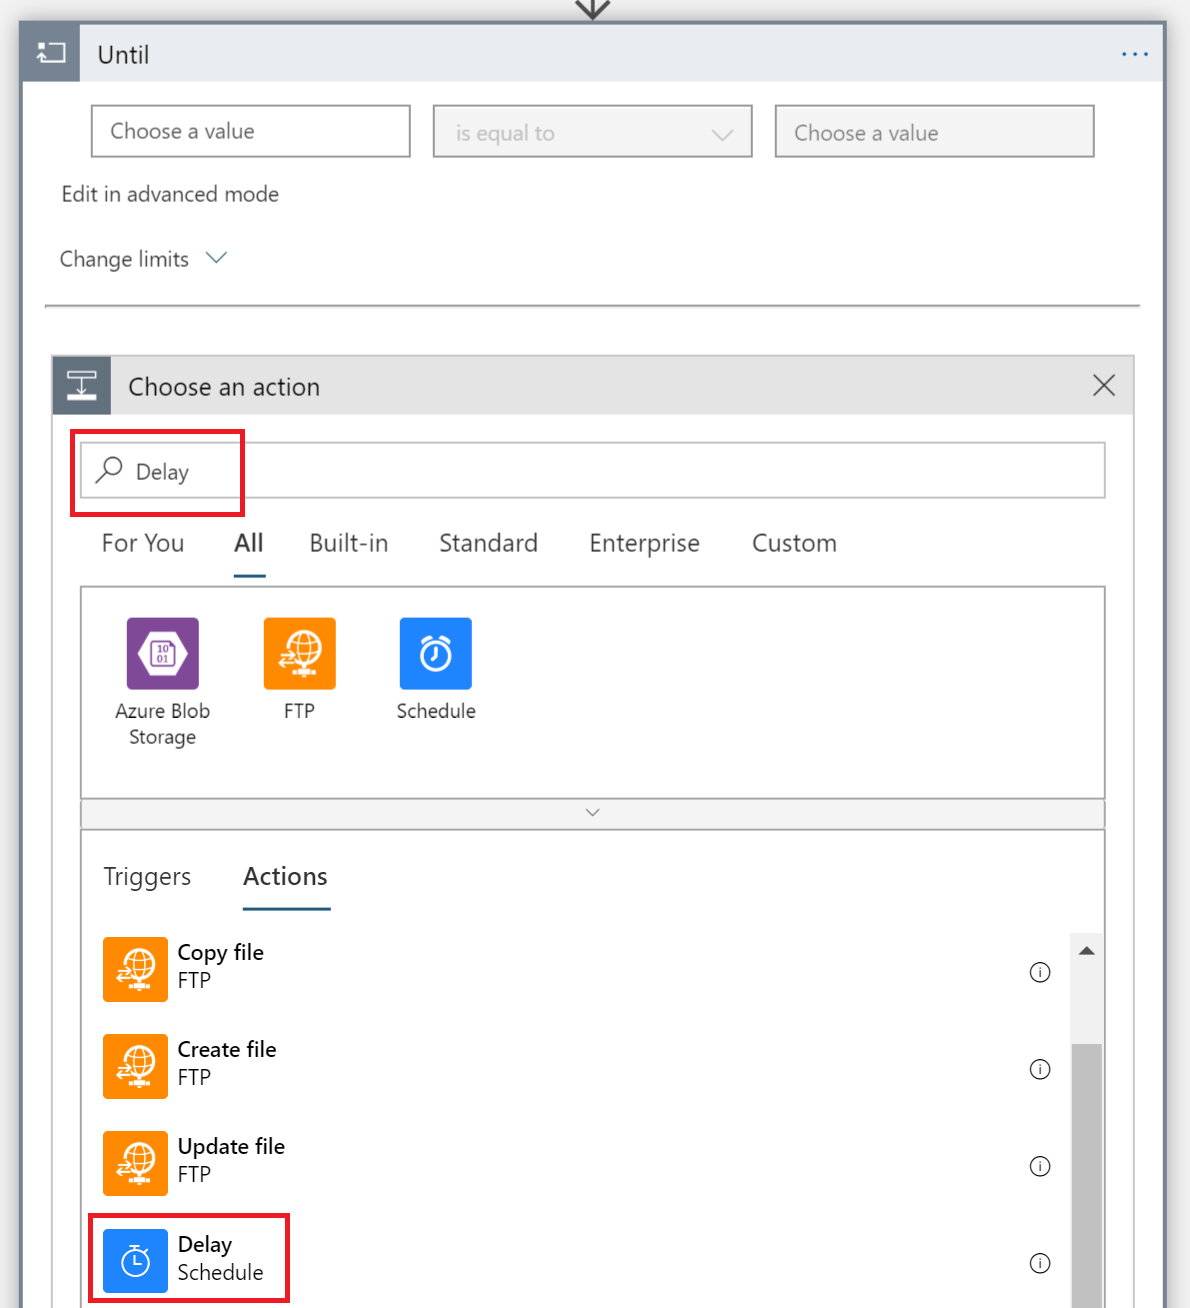 Until
Choose a value
is equal to
Choose a value
Edit in advanced mode
Change limits
Choose an action
Delay
For You All Built-in Standard Enterprise Custom
10
01
Azure Blob
Storage
FTP
Schedule
Triggers Actions
Copy file
FTP
Create file
FTP
Update file
FTP
Delay
Schedule